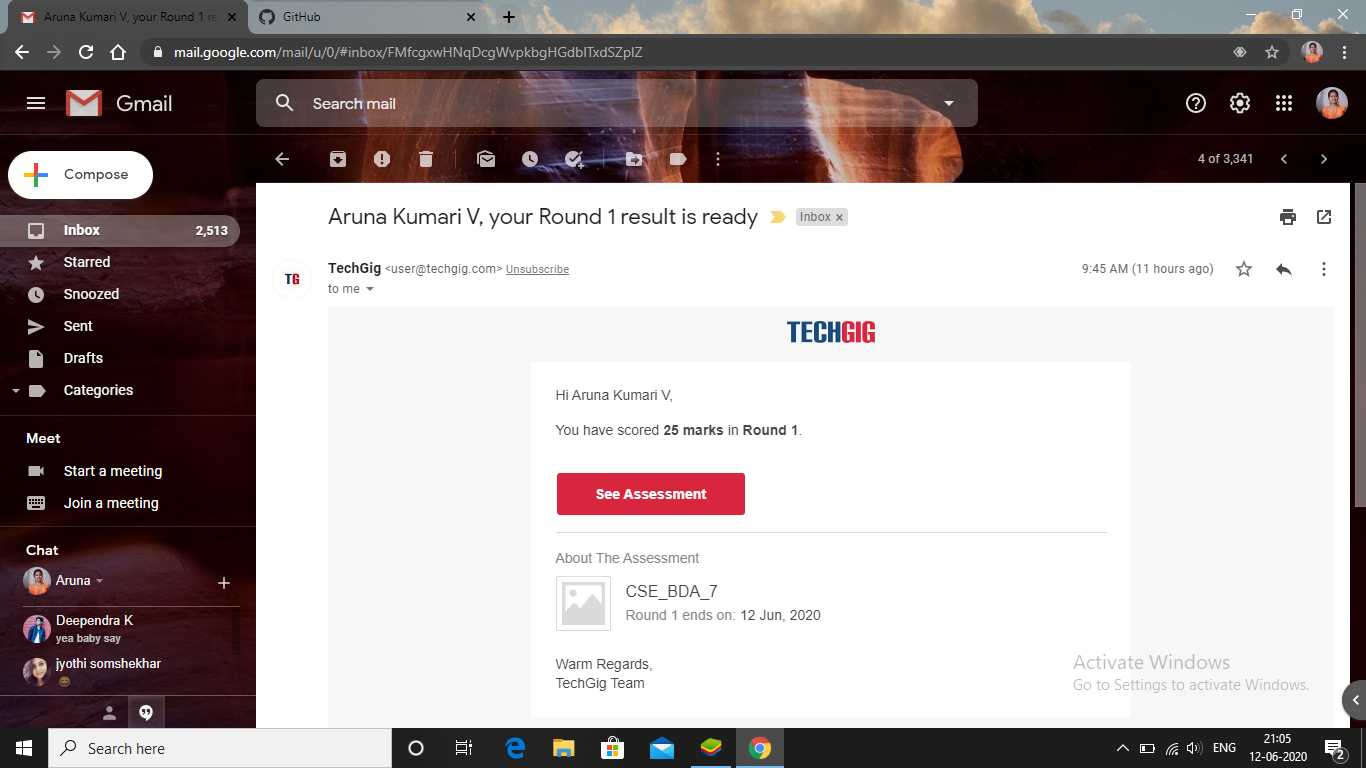 Aruna Kumari V, your Round 1 re
GitHub
mail.google.com/mail/u/0/#inbox/FMfcgxwHNqDcgWvpkbgHGdbITxdSZpIZ
Gmail
Search mail
Compose
4 of 3,341
Inbox 2,513
Starred
Snoozed
Sent
Drafts
Categories
Meet
Start a meeting
Join a meeting
Chat
Aruna
Deependra K
yea baby say
jyothi somshekhar
Aruna Kumari V, your Round 1 result is ready Inbox x
TG
TechGig <user@techgig.com> Unsubscribe 9:45 AM (11 hours ago)
to me
TECHGIG
Hi Aruna Kumari V,
You have scored 25 marks in Round 1.
See Assessment
About The Assessment
CSE_BDA_7
Round 1 ends on: 12 Jun, 2020
Warm Regards,
TechGig Team
Activate Windows
Go to Settings to activate Windows.
Search here
ENG
21:05
12-06-2020
2